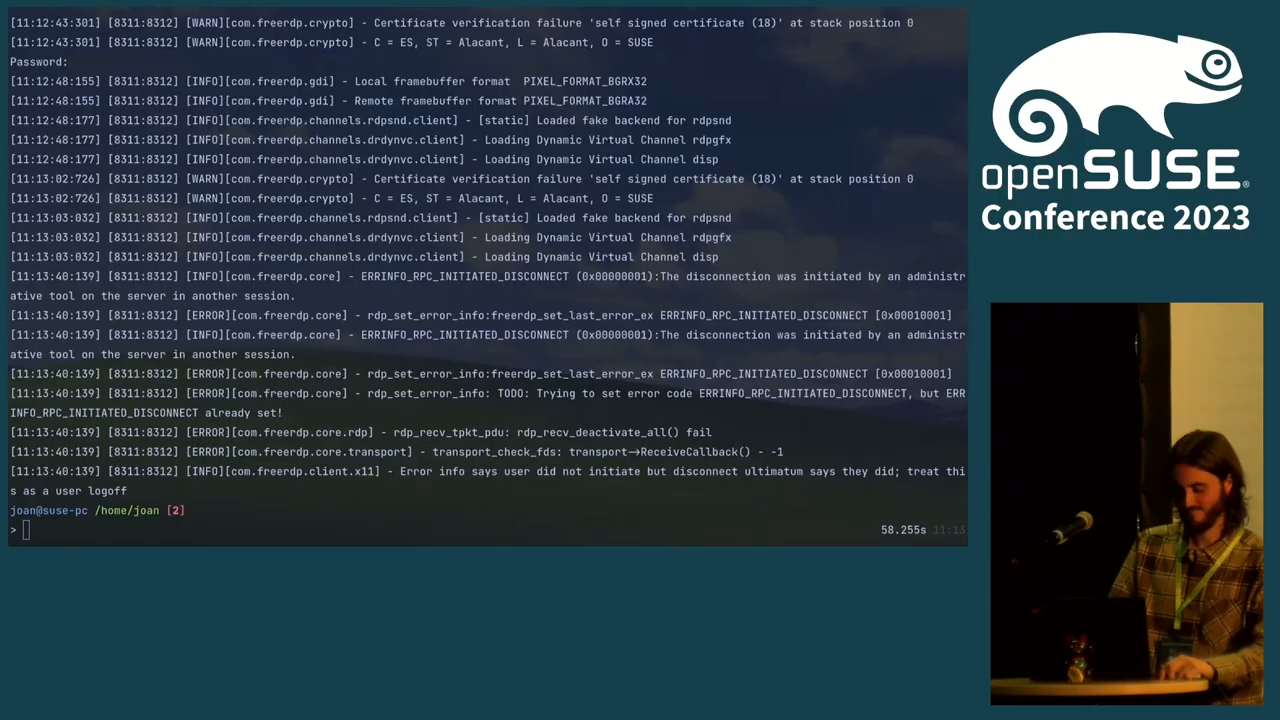 [11:12:43:301] [8311:8312] [WARN][com.freerdp.crypto] - Certificate verification failure 'self signed certificate (18)' at stack position 0
[11:12:43:301] [8311:8312] [WARN][com.freerdp.crypto] - C = ES, ST = Alacant, L = Alacant, O = SUSE
Password:
[11:12:48:155] [8311:8312] [INFO][com.freerdp.gdi] - Local framebuffer format  PIXEL_FORMAT_BGRX32
[11:12:48:155] [8311:8312] [INFO][com.freerdp.gdi] - Remote framebuffer format PIXEL_FORMAT_BGRA32
[11:12:48:177] [8311:8312] [INFO][com.freerdp.channels.rdpsnd.client] - [static] Loaded fake backend for rdpsnd
[11:12:48:177] [8311:8312] [INFO][com.freerdp.channels.drdynvc.client] - Loading Dynamic Virtual Channel rdpgfx
[11:12:48:177] [8311:8312] [INFO][com.freerdp.channels.drdynvc.client] - Loading Dynamic Virtual Channel disp
[11:13:02:726] [8311:8312] [WARN][com.freerdp.crypto] - Certificate verification failure 'self signed certificate (18)' at stack position 0
[11:13:02:726] [8311:8312] [WARN][com.freerdp.crypto] - C = ES, ST = Alacant, L = Alacant, O = SUSE
[11:13:03:032] [8311:8312] [INFO][com.freerdp.channels.rdpsnd.client] - [static] Loaded fake backend for rdpsnd
[11:13:03:032] [8311:8312] [INFO][com.freerdp.channels.drdynvc.client] - Loading Dynamic Virtual Channel rdpgfx
[11:13:03:032] [8311:8312] [INFO][com.freerdp.channels.drdynvc.client] - Loading Dynamic Virtual Channel disp
[11:13:40:139] [8311:8312] [INFO][com.freerdp.core] - ERRINFO_RPC_INITIATED_DISCONNECT (0x00000001):The disconnection was initiated by an administr
ative tool on the server in another session.
[11:13:40:139] [8311:8312] [ERROR][com.freerdp.core] - rdp_set_error_info:freerdp_set_last_error_ex ERRINFO_RPC_INITIATED_DISCONNECT [0x00010001]
[11:13:40:139] [8311:8312] [INFO][com.freerdp.core] - ERRINFO_RPC_INITIATED_DISCONNECT (0x00000001):The disconnection was initiated by an administr
ative tool on the server in another session.
[11:13:40:139] [8311:8312] [ERROR][com.freerdp.core] - rdp_set_error_info:freerdp_set_last_error_ex ERRINFO_RPC_INITIATED_DISCONNECT [0x00010001]
[11:13:40:139] [8311:8312] [ERROR][com.freerdp.core] - rdp_set_error_info: TODO: Trying to set error code ERRINFO_RPC_INITIATED_DISCONNECT, but ERR
INFO_RPC_INITIATED_DISCONNECT already set!
[11:13:40:139] [8311:8312] [ERROR][com.freerdp.core.rdp] - rdp_recv_tpkt_pdu: rdp_recv_deactivate_all() fail
[11:13:40:139] [8311:8312] [ERROR][com.freerdp.core.transport] - transport_check_fds: transport→ReceiveCallback() - -1
[11:13:40:139] [8311:8312] [INFO][com.freerdp.client.x11] - Error info says user did not initiate but disconnect ultimatum says they did; treat thi
s as a user logoff
joan@suse-pc /home/joan [2]
> 58.255s 11:13
openSUSE®
Conference 2023